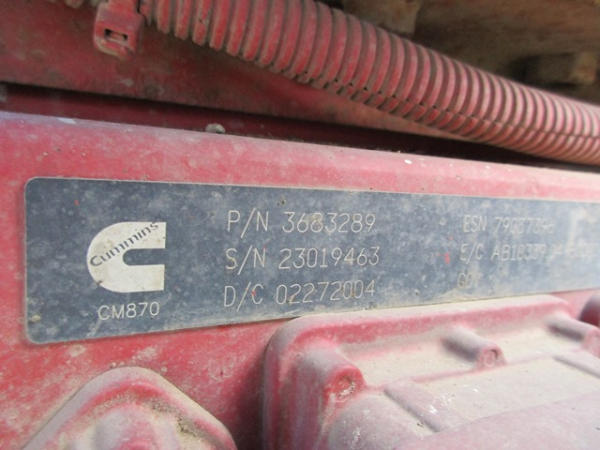 Cummins
CM870
P/N 3683289
S/N 23019463
D/C 02272004
ESN
E/C